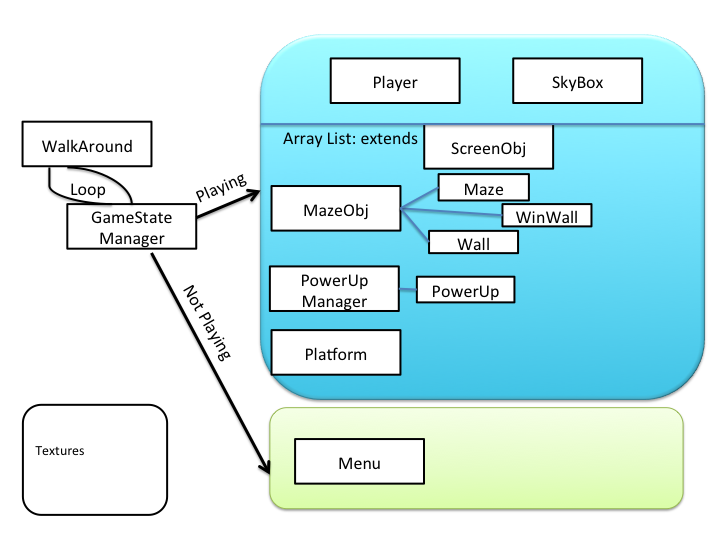 Player
SkyBox
WalkAround
Array List: extends
ScreenObj
Loop
Playing
Maze
MazeObj
GameState
Manager
WinWall
Wall
PowerUp
Manager
PowerUp
Not Playing
Platform
Textures
Menu